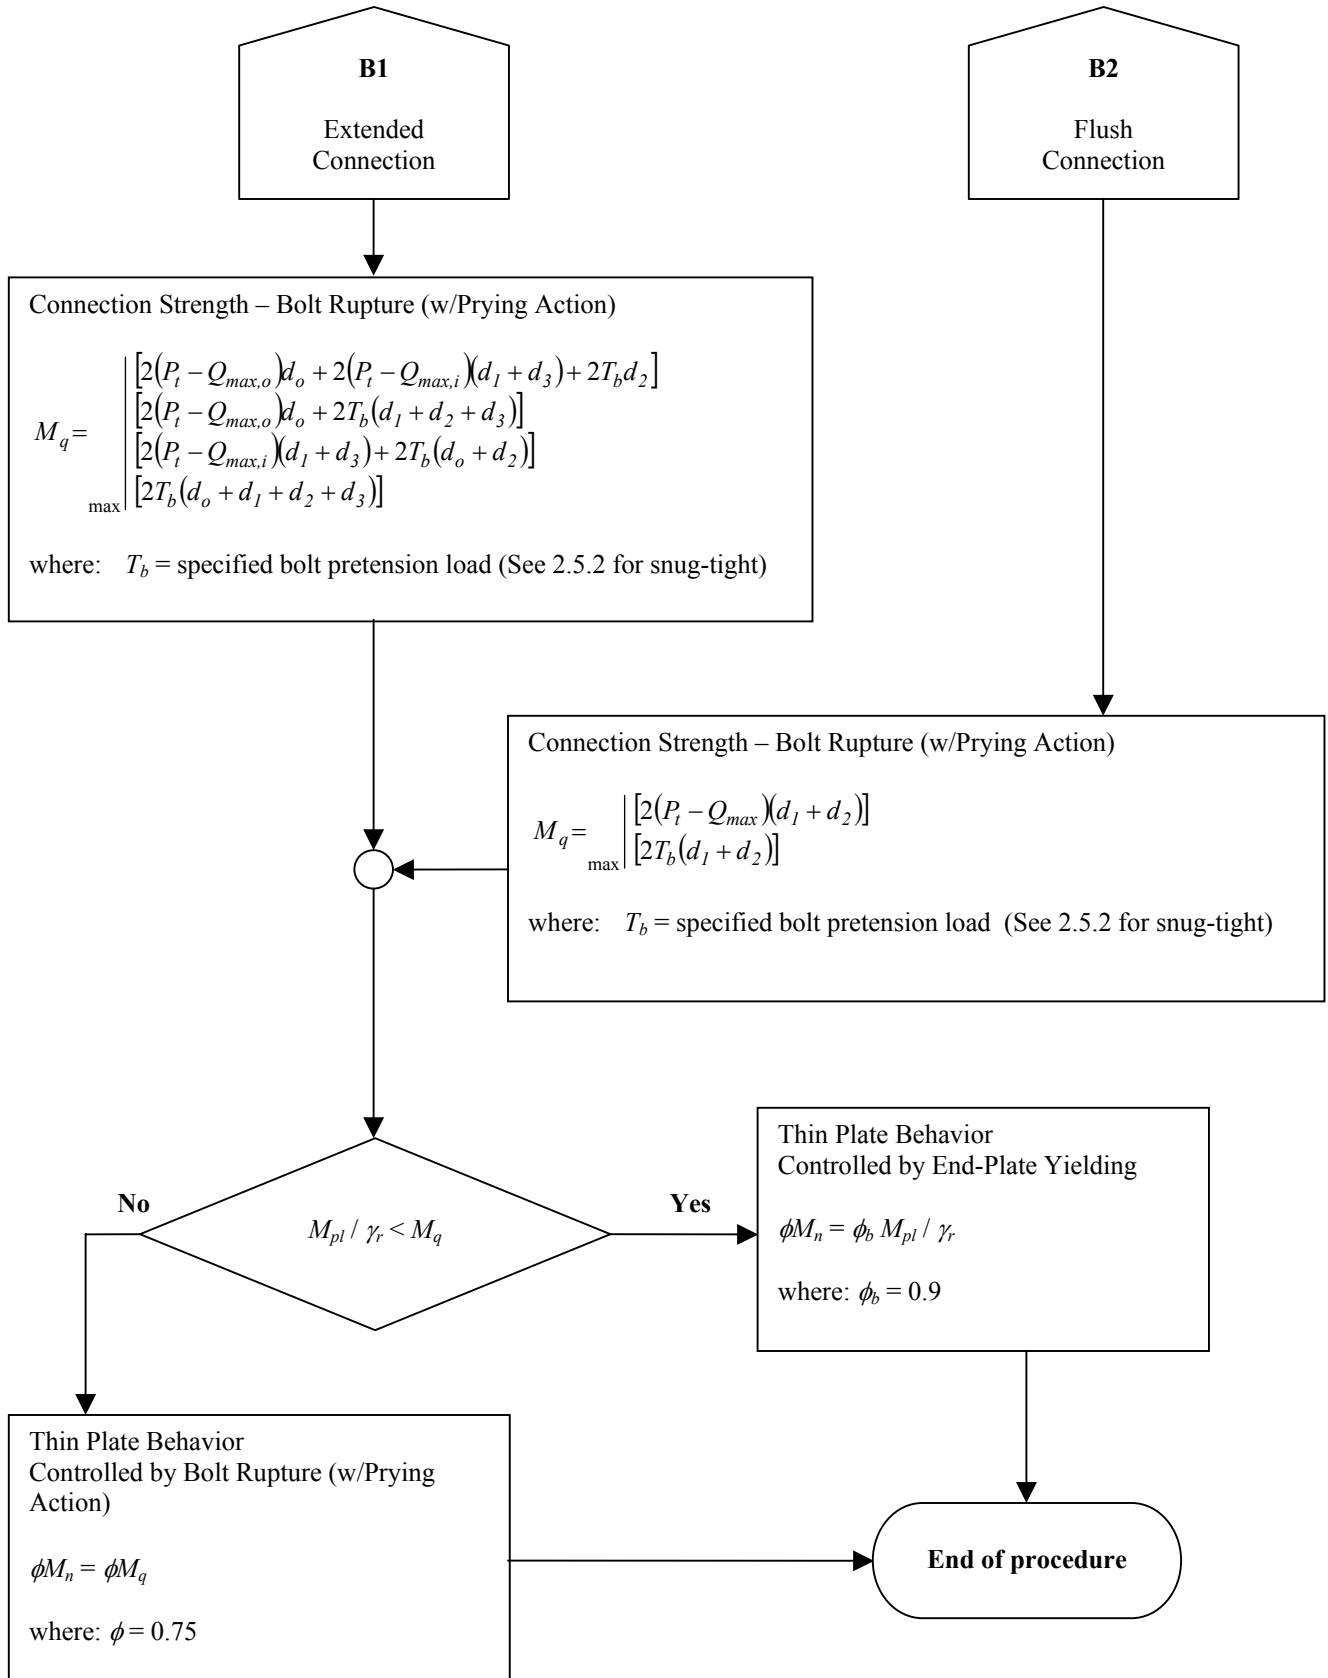 B1
Extended
Connection
B2
Flush
Connection
Connection Strength – Bolt Rupture (w/Prying Action)
[2(P_t − Q_max,o)d_o + 2(P_t − Q_max,i)(d_1 + d_3) + 2T_b d_2]
[2(P_t − Q_max,o)d_o + 2T_b(d_1 + d_2 + d_3)]
M_q =
[2(P_t − Q_max,i)(d_1 + d_3) + 2T_b(d_o + d_2)]
max [2T_b(d_o + d_1 + d_2 + d_3)]
where: T_b = specified bolt pretension load (See 2.5.2 for snug-tight)
Connection Strength – Bolt Rupture (w/Prying Action)
[2(P_t − Q_max)(d_1 + d_2)]
M_q =
max [2T_b(d_1 + d_2)]
where: T_b = specified bolt pretension load (See 2.5.2 for snug-tight)
No
M_pl / γ_r < M_q
Yes
Thin Plate Behavior
Controlled by End-Plate Yielding
ϕM_n = ϕ_b M_pl / γ_r
where: ϕ_b = 0.9
Thin Plate Behavior
Controlled by Bolt Rupture (w/Prying
Action)
ϕM_n = ϕM_q
where: ϕ = 0.75
End of procedure